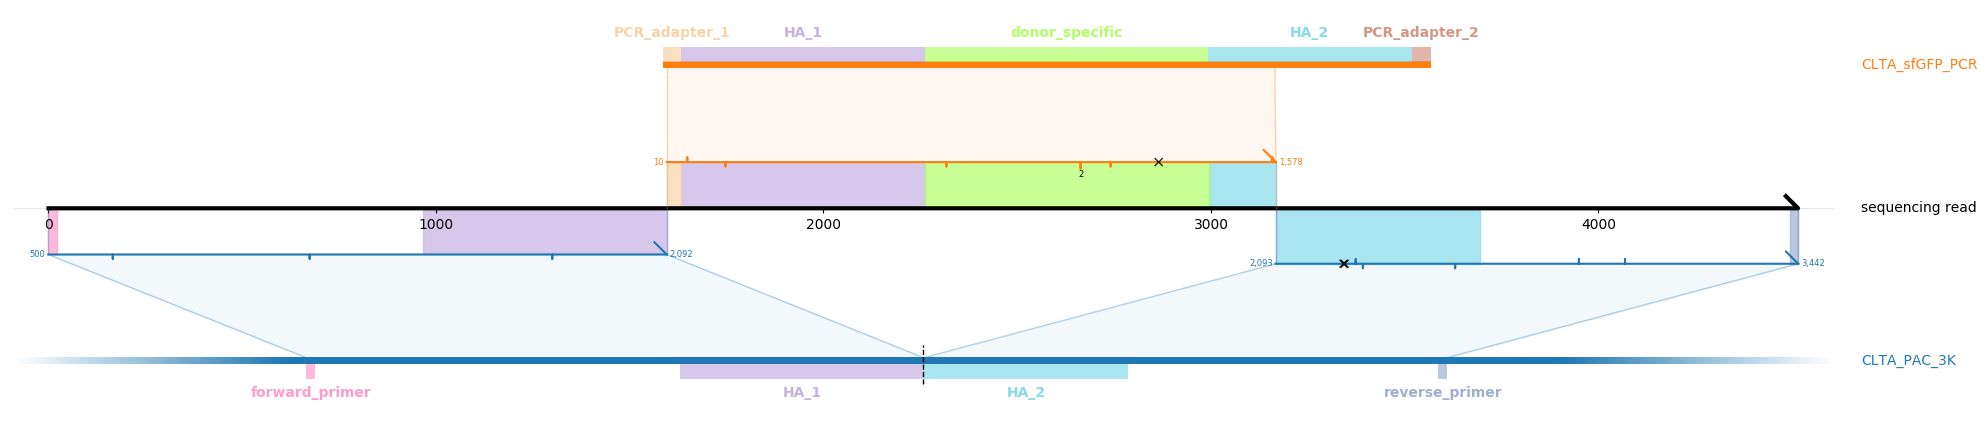 PCR_adapter_1 HA_1 donor_specific HA_2 PCR_adapter_2
CLTA_sfGFP_PCR
10 1,578
2
sequencing read
0 1000 2000 3000 4000
500 2,092
2,093 3,442
CLTA_PAC_3K
forward_primer HA_1 HA_2 reverse_primer